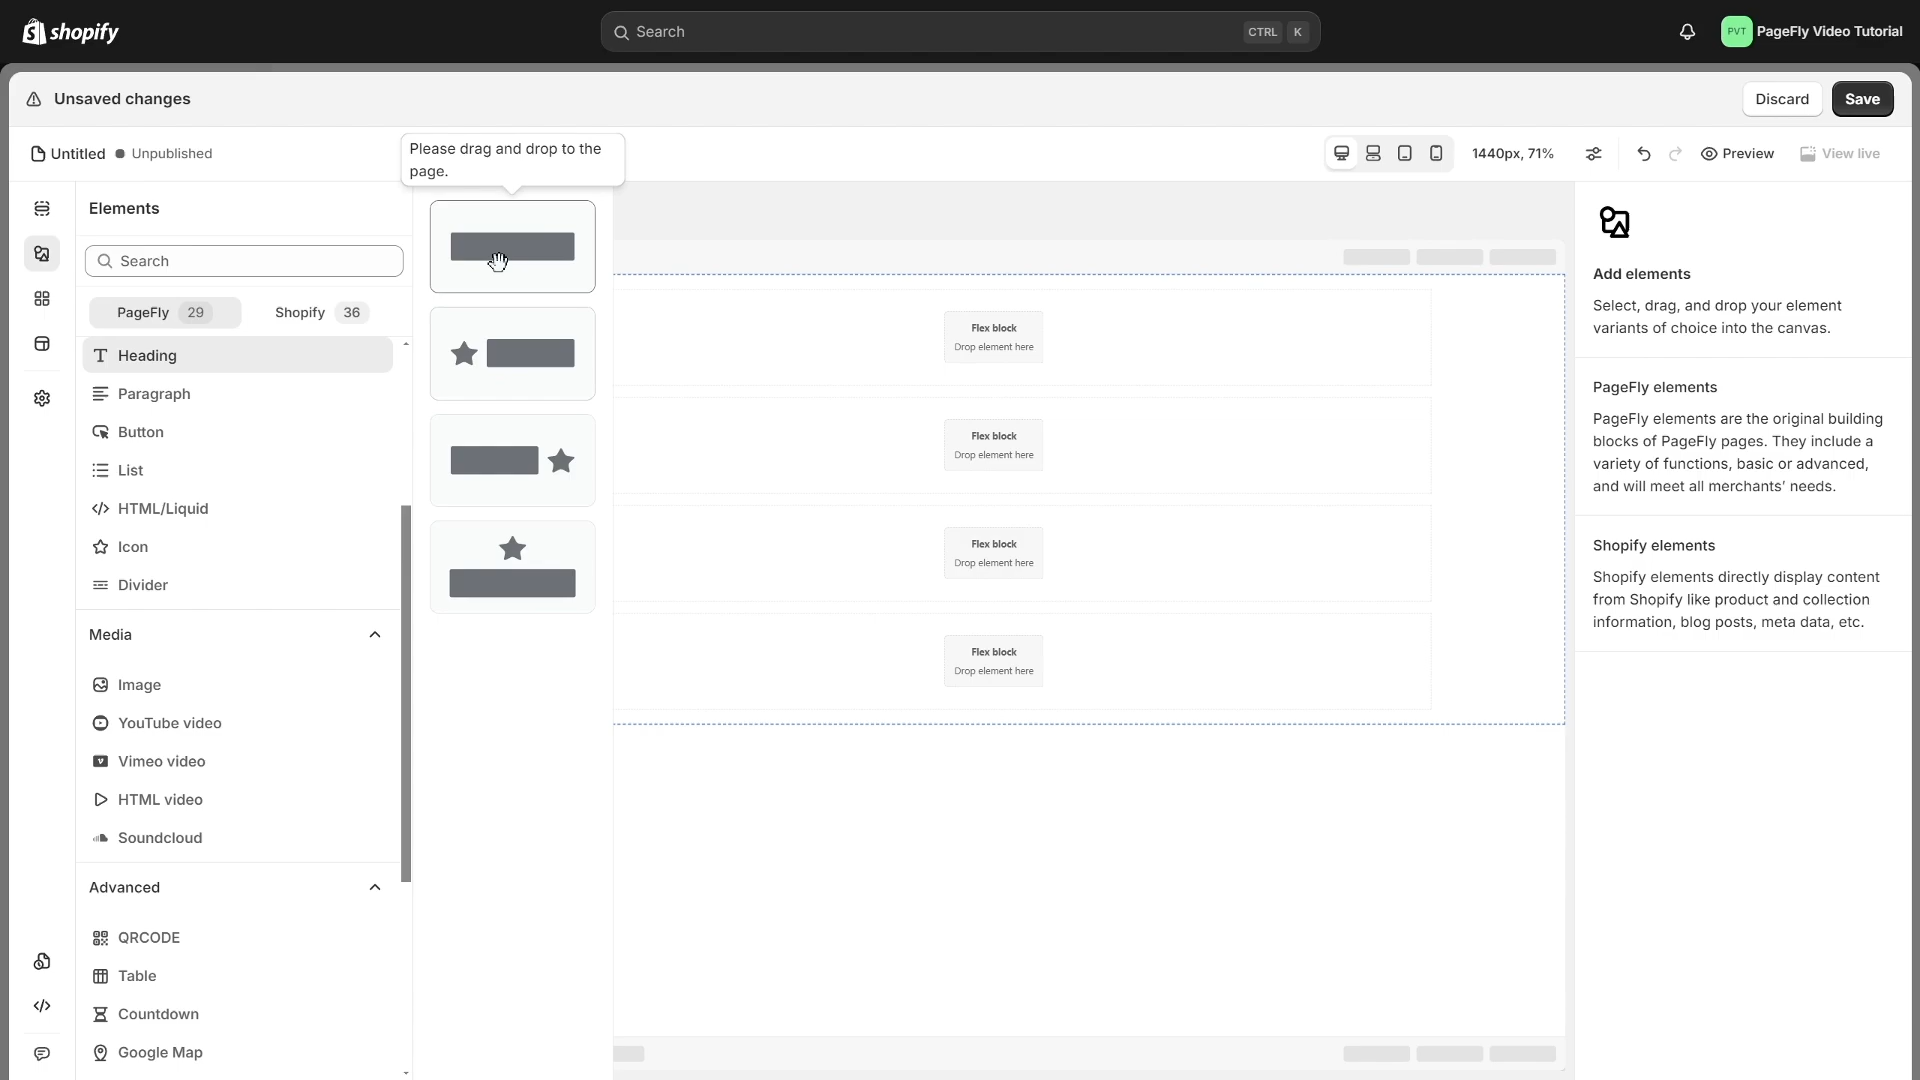 shopify
Search
CTRL K
PVT
PageFly Video Tutorial
Unsaved changes
Discard
Save
Untitled
Unpublished
Please drag and drop to the
page.
1440px, 71%
Preview
View live
Elements
Search
PageFly 29
Shopify 36
Heading
Paragraph
Button
List
HTML/Liquid
Icon
Divider
Media
Image
YouTube video
Vimeo video
HTML video
Soundcloud
Advanced
QRCODE
Table
Countdown
Google Map
Flex block
Drop element here
Flex block
Drop element here
Flex block
Drop element here
Flex block
Drop element here
Add elements
Select, drag, and drop your element
variants of choice into the canvas.
PageFly elements
PageFly elements are the original building
blocks of PageFly pages. They include a
variety of functions, basic or advanced,
and will meet all merchants’ needs.
Shopify elements
Shopify elements directly display content
from Shopify like product and collection
information, blog posts, meta data, etc.